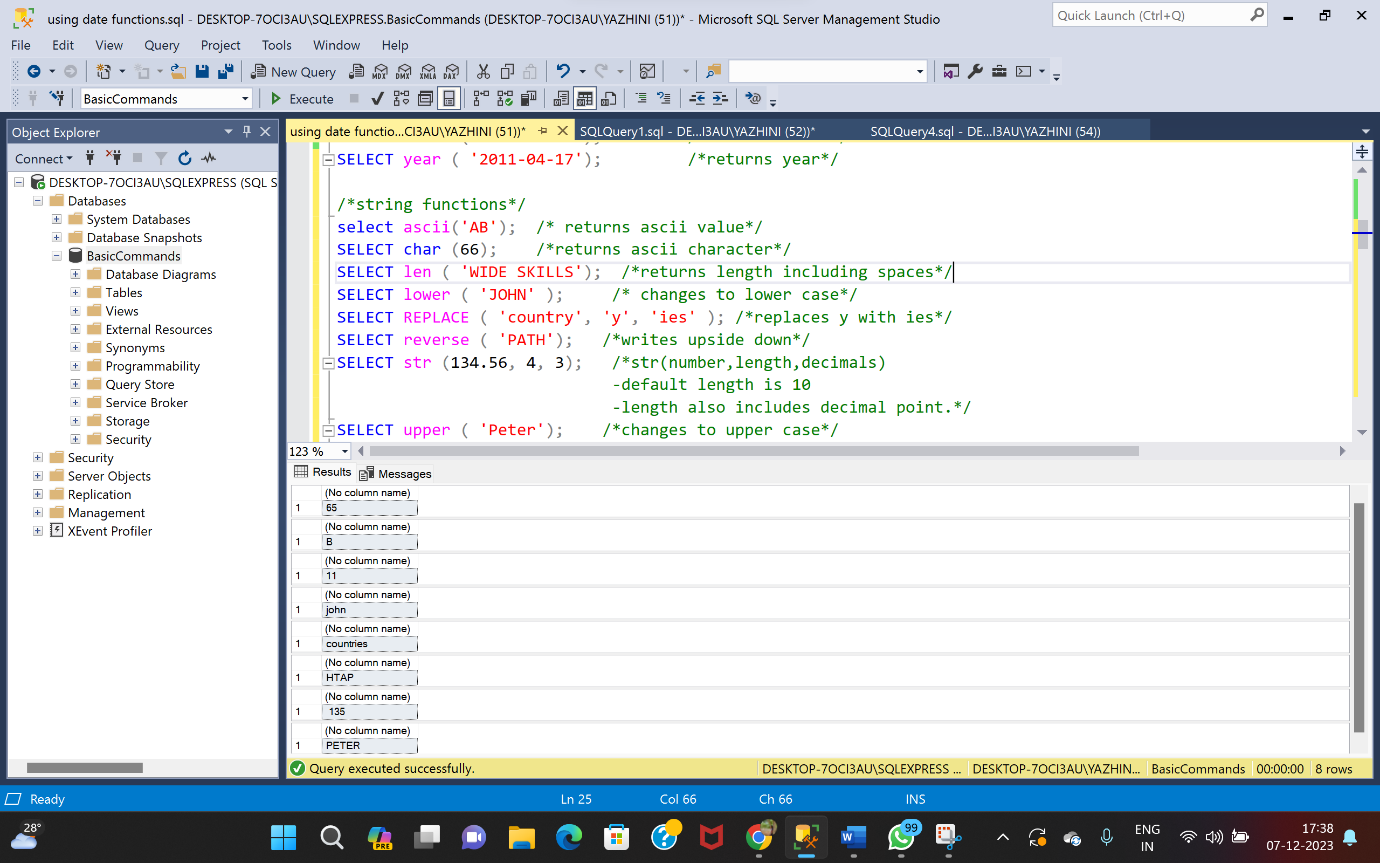 using date functions.sql - DESKTOP-7OCI3AU\SQLEXPRESS.BasicCommands (DESKTOP-7OCI3AU\YAZHINI (51))* - Microsoft SQL Server Management Studio
Quick Launch (Ctrl+Q)
File Edit View Query Project Tools Window Help
New Query MDX DMX XMLA DAX
BasicCommands Execute
Object Explorer
using date functio...CI3AU\YAZHINI (51))* SQLQuery1.sql - DE...I3AU\YAZHINI (52))* SQLQuery4.sql - DE...I3AU\YAZHINI (54))
Connect
DESKTOP-7OCI3AU\SQLEXPRESS (SQL S
Databases
System Databases
Database Snapshots
BasicCommands
Database Diagrams
Tables
Views
External Resources
Synonyms
Programmability
Query Store
Service Broker
Storage
Security
Security
Server Objects
Replication
Management
XEvent Profiler
SELECT year ( '2011-04-17'); /*returns year*/
/*string functions*/
select ascii('AB'); /* returns ascii value*/
SELECT char (66); /*returns ascii character*/
SELECT len ( 'WIDE SKILLS'); /*returns length including spaces*/
SELECT lower ( 'JOHN' ); /* changes to lower case*/
SELECT REPLACE ( 'country', 'y', 'ies' ); /*replaces y with ies*/
SELECT reverse ( 'PATH'); /*writes upside down*/
SELECT str (134.56, 4, 3); /*str(number,length,decimals)
-default length is 10
-length also includes decimal point.*/
SELECT upper ( 'Peter'); /*changes to upper case*/
123 %
Results Messages
(No column name)
1 65
(No column name)
1 B
(No column name)
1 11
(No column name)
1 john
(No column name)
1 countries
(No column name)
1 HTAP
(No column name)
1 135
(No column name)
1 PETER
Query executed successfully. DESKTOP-7OCI3AU\SQLEXPRESS ... DESKTOP-7OCI3AU\YAZHIN... BasicCommands 00:00:00 8 rows
Ready Ln 25 Col 66 Ch 66 INS
28°
PRE
99
ENG
IN
17:38
07-12-2023